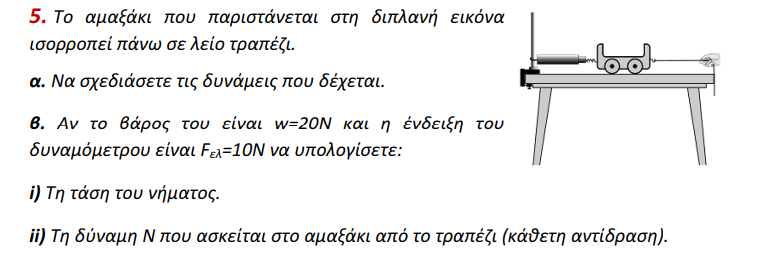 5. Το αμαξάκι που παριστάνεται στη διπλανή εικόνα
ισορροπεί πάνω σε λείο τραπέζι.
α. Να σχεδιάσετε τις δυνάμεις που δέχεται.
β. Αν το βάρος του είναι w=20N και η ένδειξη του
δυναμόμετρου είναι Fελ=10N να υπολογίσετε:
i) Τη τάση του νήματος.
ii) Τη δύναμη Ν που ασκείται στο αμαξάκι από το τραπέζι (κάθετη αντίδραση).